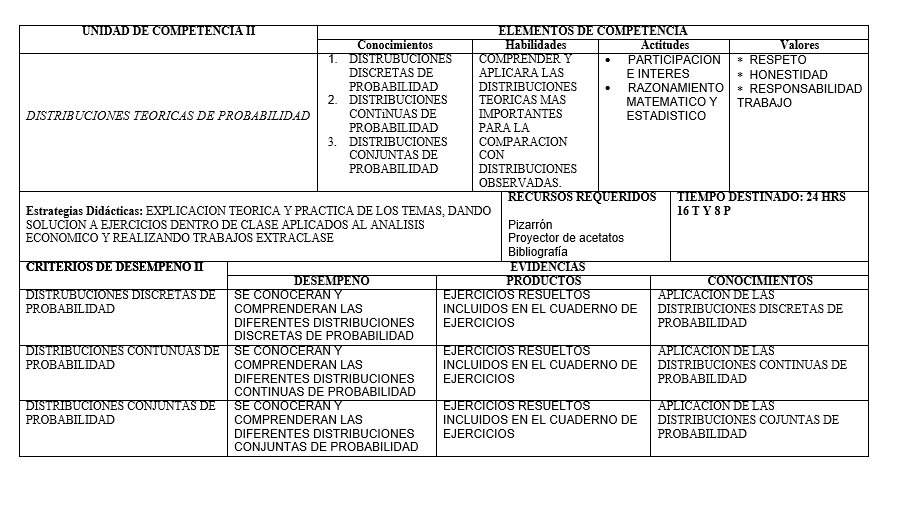 UNIDAD DE COMPETENCIA II
ELEMENTOS DE COMPETENCIA
Conocimientos
Habilidades
Actitudes
Valores
DISTRIBUCIONES TEORICAS DE PROBABILIDAD
1. DISTRUBUCIONES
DISCRETAS DE
PROBABILIDAD
2. DISTRIBUCIONES
CONTiNUAS DE
PROBABILIDAD
3. DISTRIBUCIONES
CONJUNTAS DE
PROBABILIDAD
COMPRENDER Y
APLICARA LAS
DISTRIBUCIONES
TEORICAS MAS
IMPORTANTES
PARA LA
COMPARACION
CON
DISTRIBUCIONES
OBSERVADAS.
• PARTICIPACION
E INTERES
• RAZONAMIENTO
MATEMATICO Y
ESTADISTICO
* RESPETO
* HONESTIDAD
* RESPONSABILIDAD
TRABAJO
Estrategias Didácticas: EXPLICACION TEORICA Y PRACTICA DE LOS TEMAS, DANDO
SOLUCION A EJERCICIOS DENTRO DE CLASE APLICADOS AL ANALISIS
ECONOMICO Y REALIZANDO TRABAJOS EXTRACLASE
RECURSOS REQUERIDOS
Pizarrón
Proyector de acetatos
Bibliografía
TIEMPO DESTINADO: 24 HRS
16 T Y 8 P
CRITERIOS DE DESEMPEÑO II
EVIDENCIAS
DESEMPEÑO
PRODUCTOS
CONOCIMIENTOS
DISTRUBUCIONES DISCRETAS DE
PROBABILIDAD
SE CONOCERAN Y
COMPRENDERAN LAS
DIFERENTES DISTRIBUCIONES
DISCRETAS DE PROBABILIDAD
EJERCICIOS RESUELTOS
INCLUIDOS EN EL CUADERNO DE
EJERCICIOS
APLICACION DE LAS
DISTRIBUCIONES DISCRETAS DE
PROBABILIDAD
DISTRIBUCIONES CONTUNUAS DE
PROBABILIDAD
SE CONOCERAN Y
COMPRENDERAN LAS
DIFERENTES DISTRIBUCIONES
CONTINUAS DE PROBABILIDAD
EJERCICIOS RESUELTOS
INCLUIDOS EN EL CUADERNO DE
EJERCICIOS
APLICACION DE LAS
DISTRIBUCIONES CONTINUAS DE
PROBABILIDAD
DISTRIBUCIONES CONJUNTAS DE
PROBABILIDAD
SE CONOCERAN Y
COMPRENDERAN LAS
DIFERENTES DISTRIBUCIONES
CONJUNTAS DE PROBABILIDAD
EJERCICIOS RESUELTOS
INCLUIDOS EN EL CUADERNO DE
EJERCICIOS
APLICACION DE LAS
DISTRIBUCIONES COJUNTAS DE
PROBABILIDAD